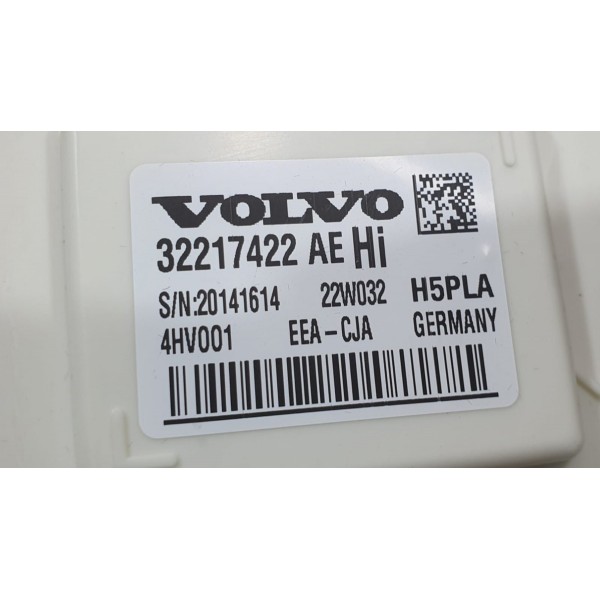 VOLVO
32217422 AE Hi
S/N:20141614 22W032 H5PLA
4HV001 EEA-CJA GERMANY